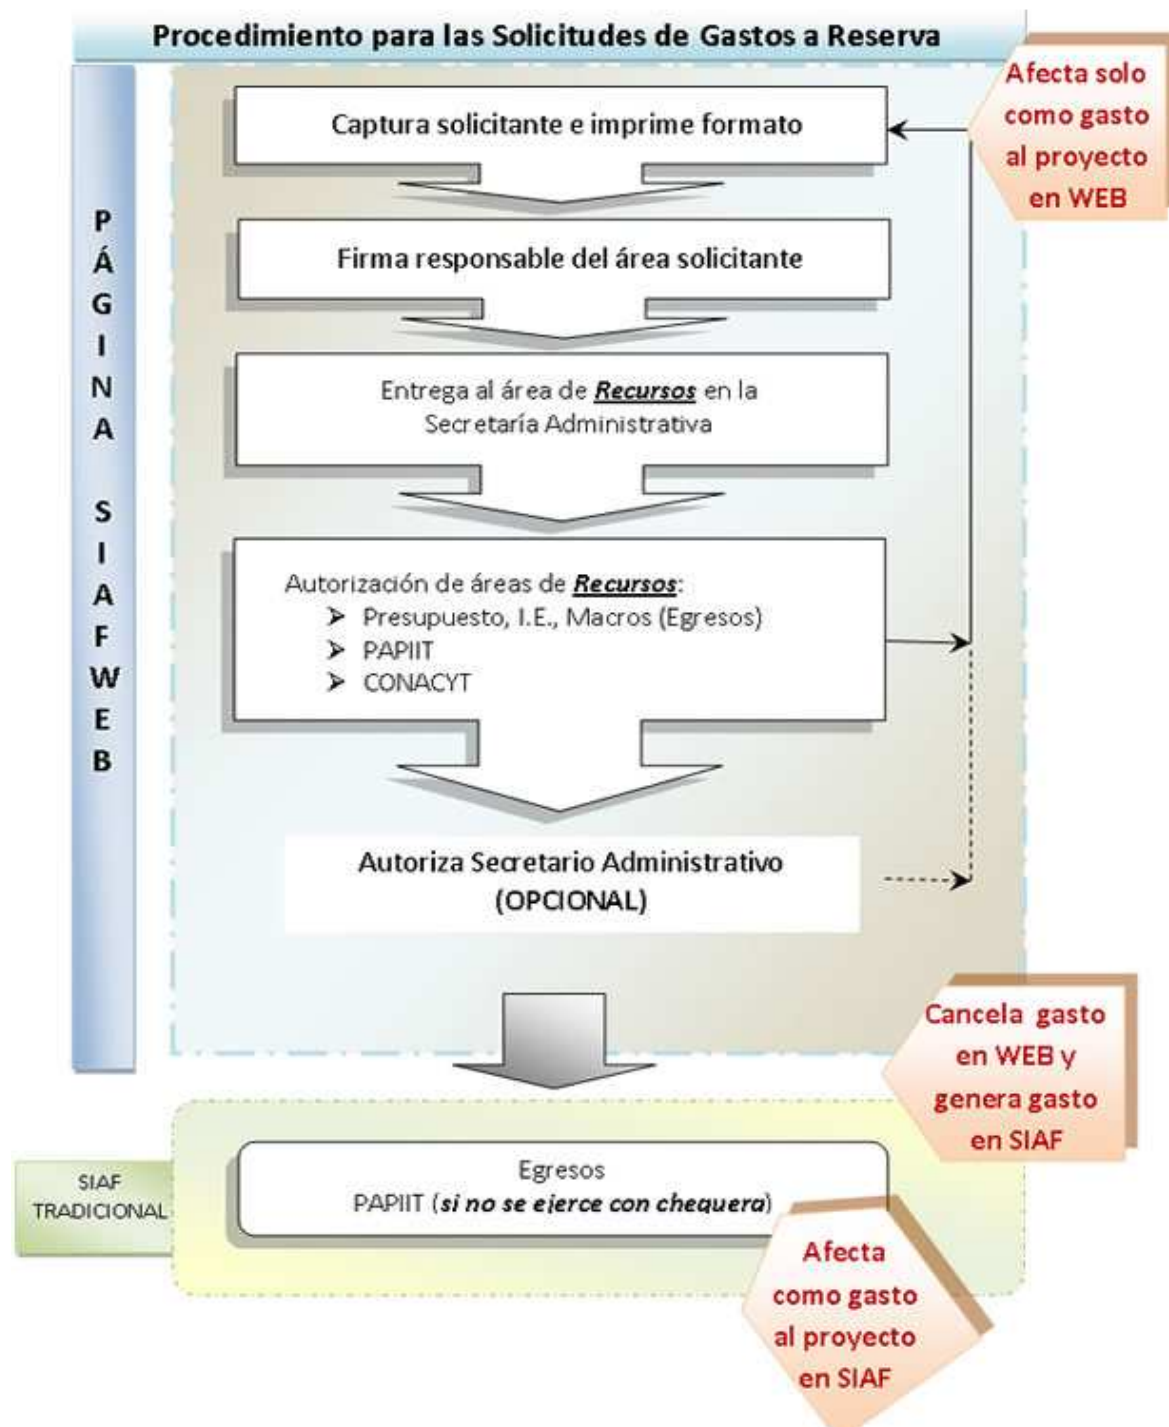 Procedimiento para las Solicitudes de Gastos a Reserva
Afecta solo
como gasto
al proyecto
en WEB
PÁGINA SIAFWEB
Captura solicitante e imprime formato
Firma responsable del área solicitante
Entrega al área de Recursos en la
Secretaría Administrativa
Autorización de áreas de Recursos:
➤ Presupuesto, I.E., Macros (Egresos)
➤ PAPIIT
➤ CONACYT
Autoriza Secretario Administrativo
(OPCIONAL)
Cancela gasto
en WEB y
genera gasto
en SIAF
SIAF
TRADICIONAL
Egresos
PAPIIT (si no se ejerce con chequera)
Afecta
como gasto
al proyecto
en SIAF